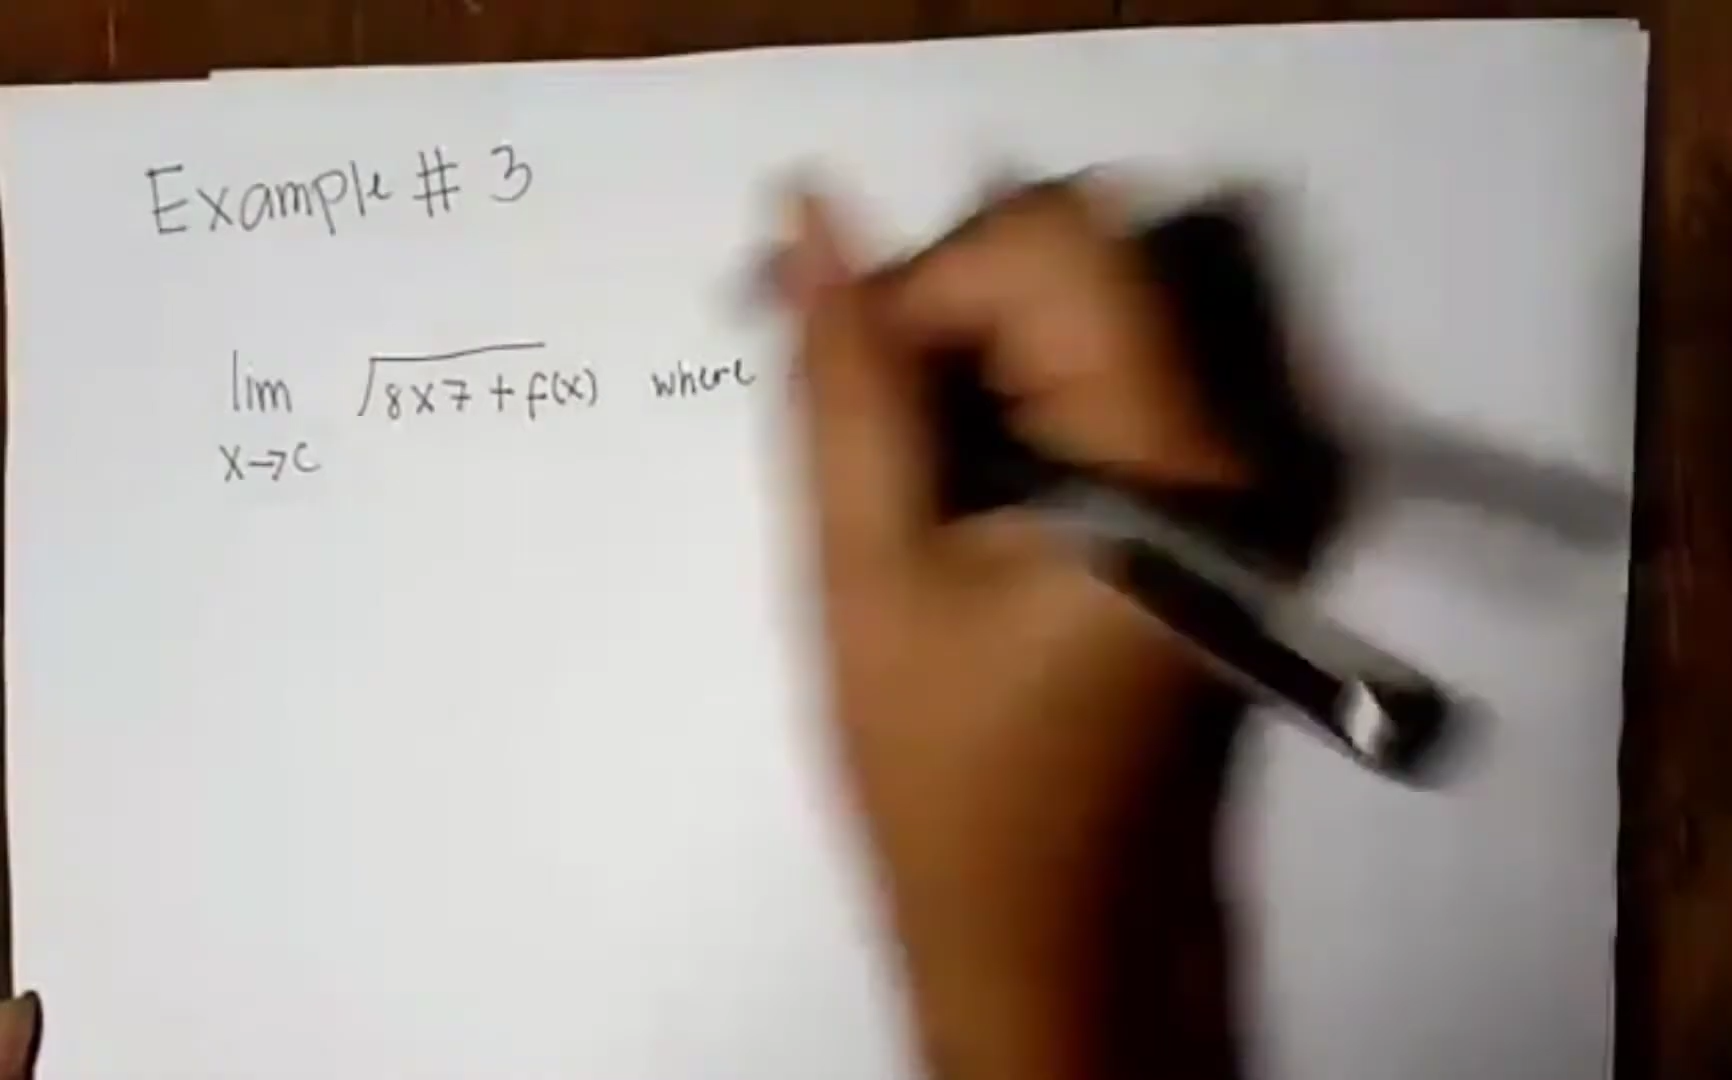 Example # 3
lim √8x7 + f(x) where
x→c